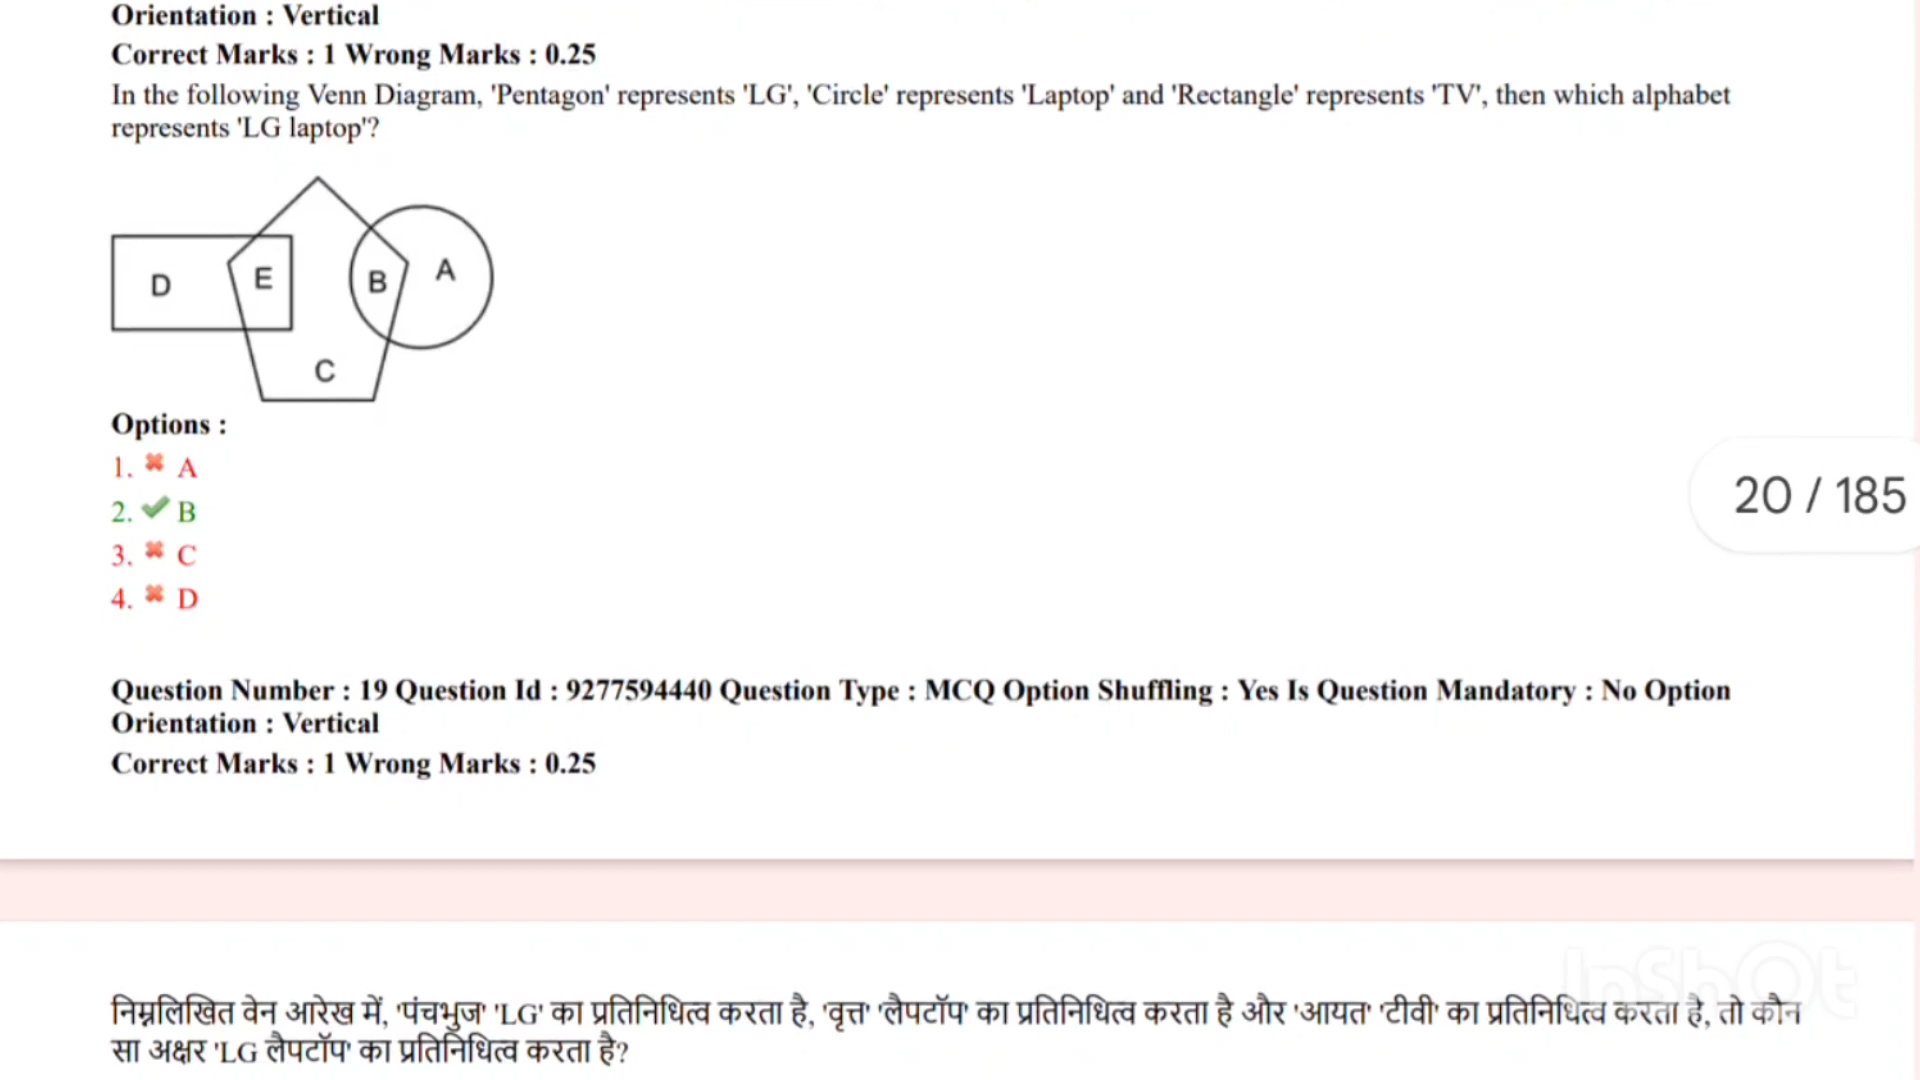 Orientation : Vertical
Correct Marks : 1 Wrong Marks : 0.25
In the following Venn Diagram, 'Pentagon' represents 'LG', 'Circle' represents 'Laptop' and 'Rectangle' represents 'TV', then which alphabet
represents 'LG laptop'?
D E B A
C
Options :
1. A
2. B
3. C
4. D
20 / 185
Question Number : 19 Question Id : 9277594440 Question Type : MCQ Option Shuffling : Yes Is Question Mandatory : No Option
Orientation : Vertical
Correct Marks : 1 Wrong Marks : 0.25
InShOt
निम्नलिखित वेन आरेख में, 'पंचभुज' 'LG' का प्रतिनिधित्व करता है, 'वृत्त' 'लैपटॉप' का प्रतिनिधित्व करता है और 'आयत' 'टीवी' का प्रतिनिधित्व करता है, तो कौन
सा अक्षर 'LG लैपटॉप' का प्रतिनिधित्व करता है?